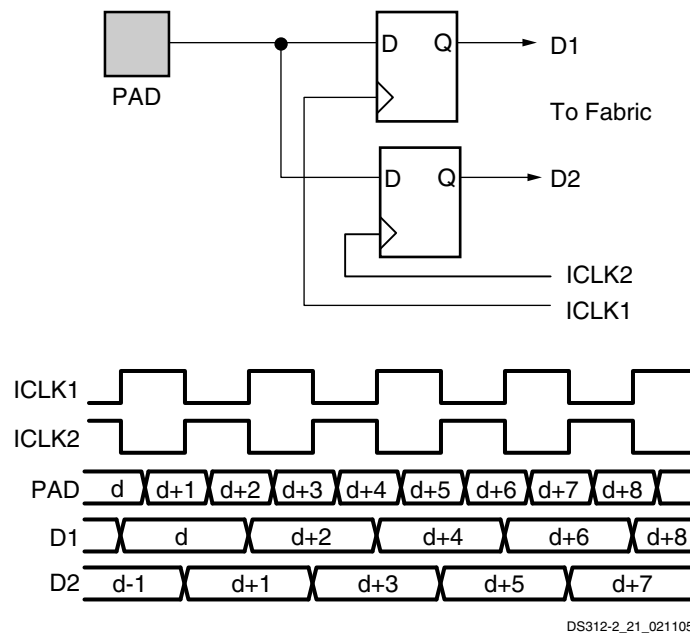 D Q D1
PAD
To Fabric
D Q D2
ICLK2
ICLK1
ICLK1
ICLK2
PAD d d+1 d+2 d+3 d+4 d+5 d+6 d+7 d+8
D1 d d+2 d+4 d+6 d+8
D2 d-1 d+1 d+3 d+5 d+7
DS312-2_21_021105